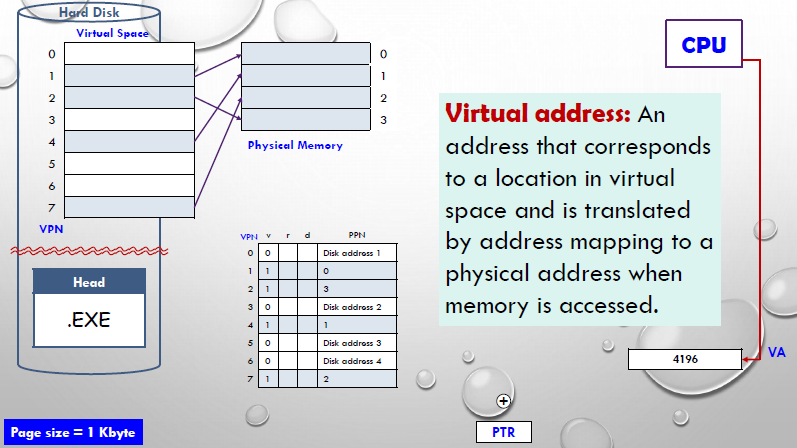 Hard Disk
Virtual Space
0
1
2
3
4
5
6
7
VPN
0
1
2
3
Physical Memory
CPU
Virtual address: An
address that corresponds
to a location in virtual
space and is translated
by address mapping to a
physical address when
memory is accessed.
VPN v r d PPN
0 0 Disk address 1
1 1 0
2 1 3
3 0 Disk address 2
4 1 1
5 0 Disk address 3
6 0 Disk address 4
7 1 2
Head
.EXE
4196
VA
PTR
Page size = 1 Kbyte